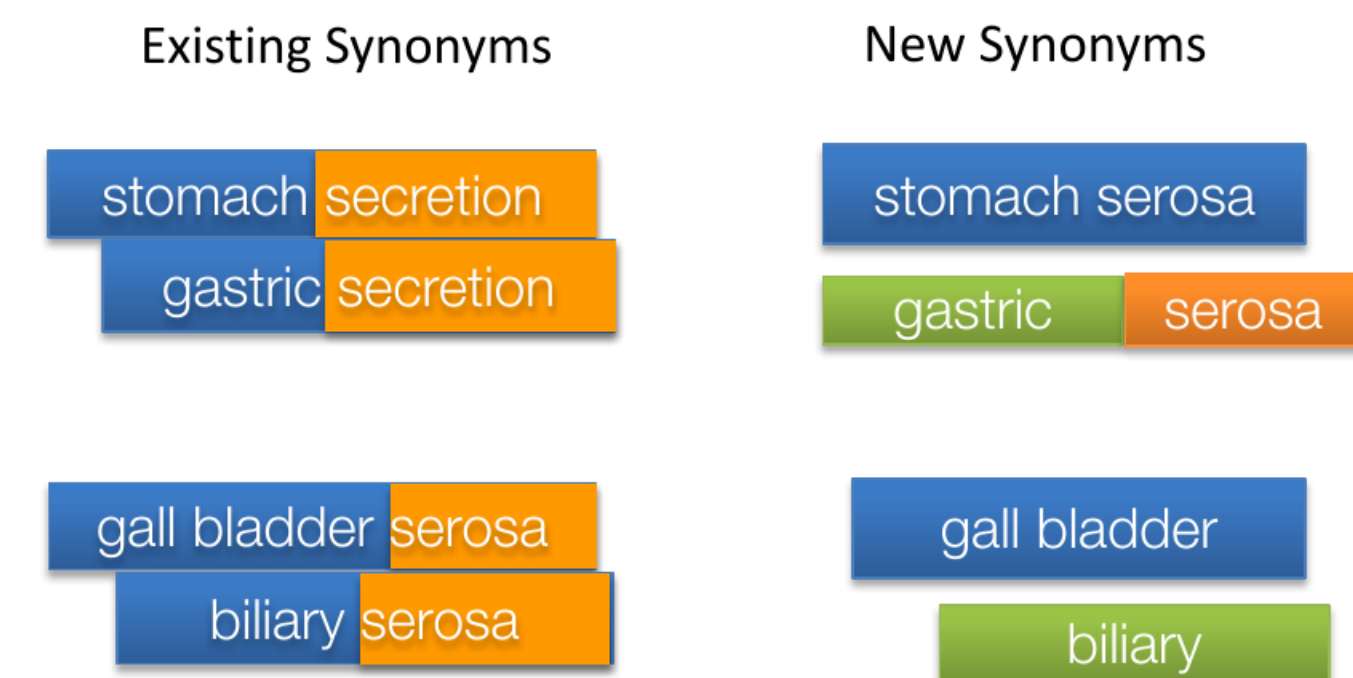 Existing Synonyms
New Synonyms
stomach secretion
gastric secretion
stomach serosa
gastric serosa
gall bladder serosa
biliary serosa
gall bladder
biliary